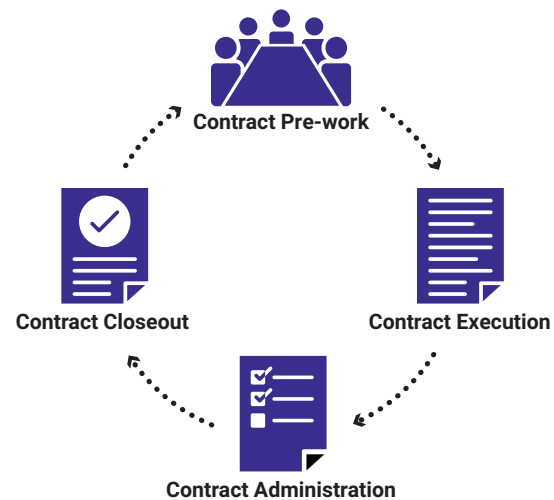 Contract Pre-work
Contract Closeout
Contract Execution
Contract Administration